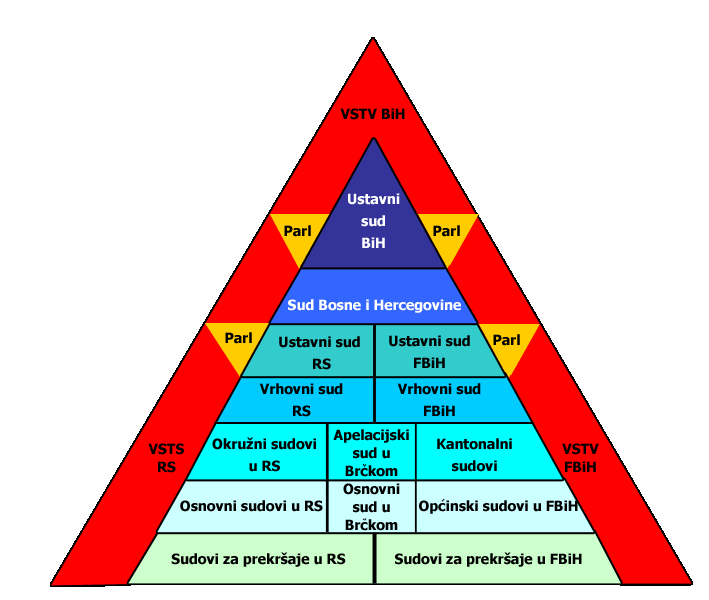 VSTV BiH
Ustavni
sud
BiH
Parl
Parl
Sud Bosne i Hercegovine
Parl
Parl
Ustavni sud
RS
Ustavni sud
FBiH
Vrhovni sud
RS
Vrhovni sud
FBiH
VSTS
RS
Okružni sudovi
u RS
Apelacijski
sud u
Brčkom
Kantonalni
sudovi
VSTV
FBiH
Osnovni sudovi u RS
Osnovni
sud u
Brčkom
Općinski sudovi u FBiH
Sudovi za prekršaje u RS
Sudovi za prekršaje u FBiH